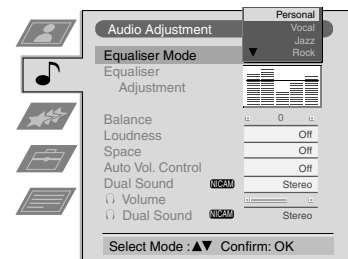 Audio Adjustment
Personal
Vocal
Jazz
▼ Rock
Equaliser Mode
Equaliser
Adjustment
Balance 0
Loudness Off
Space Off
Auto Vol. Control Off
Dual Sound NICAM Stereo
Volume
Dual Sound NICAM Stereo
Select Mode :▲▼ Confirm: OK